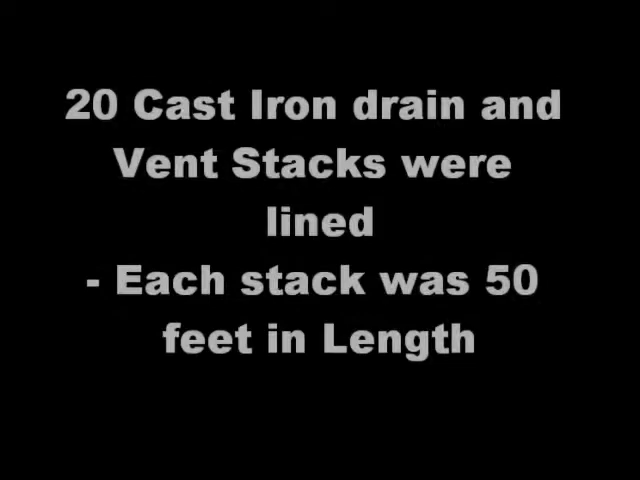 20 Cast Iron drain and
Vent Stacks were
lined
- Each stack was 50
feet in Length